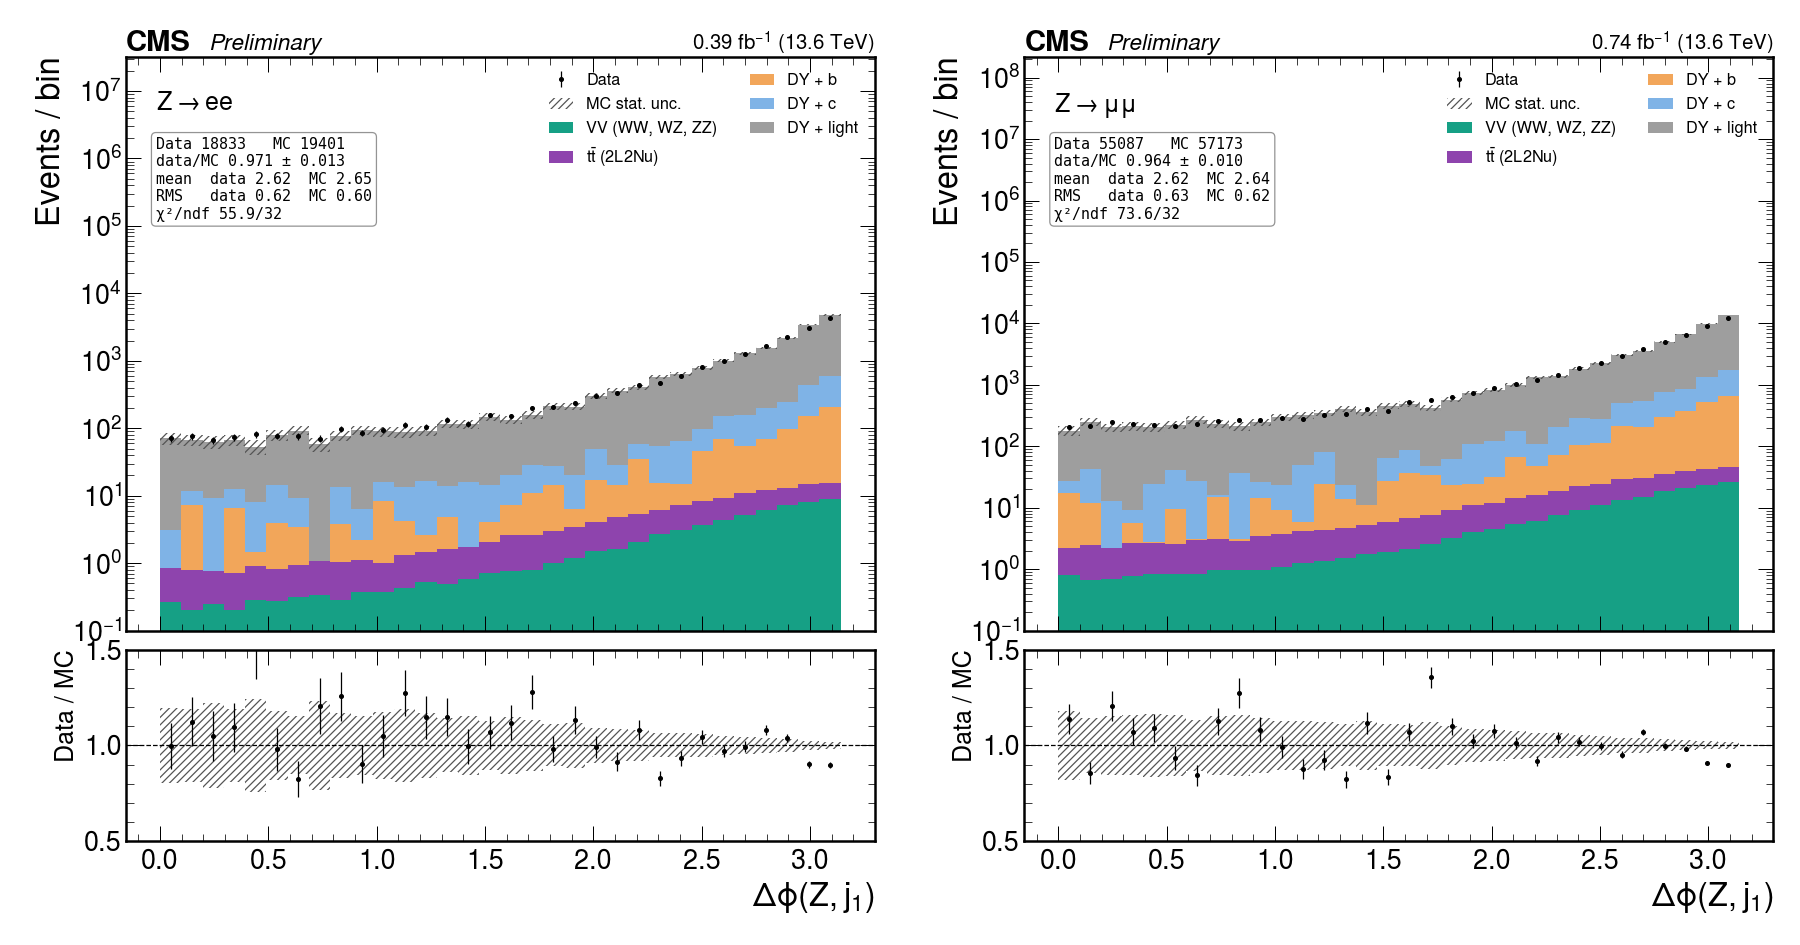 CMS Preliminary 0.39 fb⁻¹ (13.6 TeV)
Events / bin
10⁷
10⁶
10⁵
10⁴
10³
10²
10¹
10⁰
10⁻¹
Z → ee
Data 18833 MC 19401
data/MC 0.971 ± 0.013
mean data 2.62 MC 2.65
RMS data 0.62 MC 0.60
χ²/ndf 55.9/32
Data
MC stat. unc.
VV (WW, WZ, ZZ)
tt̄ (2L2Nu)
DY + b
DY + c
DY + light
Data / MC
1.5
1.0
0.5
0.0 0.5 1.0 1.5 2.0 2.5 3.0
Δϕ(Z, j₁)
CMS Preliminary 0.74 fb⁻¹ (13.6 TeV)
Events / bin
10⁸
10⁷
10⁶
10⁵
10⁴
10³
10²
10¹
10⁰
10⁻¹
Z → μμ
Data 55087 MC 57173
data/MC 0.964 ± 0.010
mean data 2.62 MC 2.64
RMS data 0.63 MC 0.62
χ²/ndf 73.6/32
Data
MC stat. unc.
VV (WW, WZ, ZZ)
tt̄ (2L2Nu)
DY + b
DY + c
DY + light
Data / MC
1.5
1.0
0.5
0.0 0.5 1.0 1.5 2.0 2.5 3.0
Δϕ(Z, j₁)